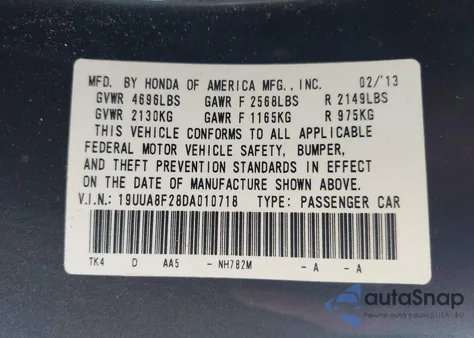 MFD. BY HONDA OF AMERICA MFG., INC. 02/'13
GVWR 4696LBS GAWR F 2568LBS R 2149LBS
GVWR 2130KG GAWR F 1165KG R 975KG
THIS VEHICLE CONFORMS TO ALL APPLICABLE
FEDERAL MOTOR VEHICLE SAFETY, BUMPER,
AND THEFT PREVENTION STANDARDS IN EFFECT
ON THE DATE OF MANUFACTURE SHOWN ABOVE.
V.I.N.: 19UUA8F28DA010718 TYPE: PASSENGER CAR
TK4 D AA5 - NH782M - A - A
autoSnap